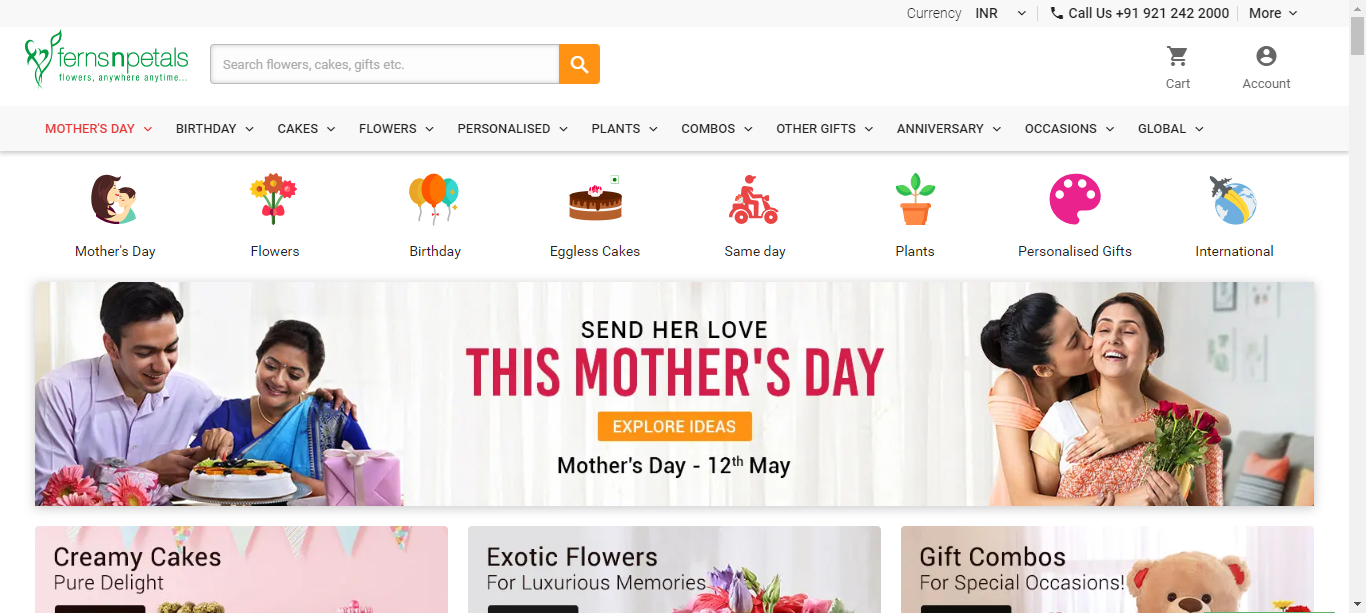 Currency INR Call Us +91 921 242 2000 More
fernsnpetals
flowers, anywhere anytime...
Search flowers, cakes, gifts etc.
Cart Account
MOTHER'S DAY BIRTHDAY CAKES FLOWERS PERSONALISED PLANTS COMBOS OTHER GIFTS ANNIVERSARY OCCASIONS GLOBAL
Mother's Day Flowers Birthday Eggless Cakes Same day Plants Personalised Gifts International
SEND HER LOVE
THIS MOTHER'S DAY
EXPLORE IDEAS
Mother's Day - 12th May
Creamy Cakes
Pure Delight
Exotic Flowers
For Luxurious Memories
Gift Combos
For Special Occasions!